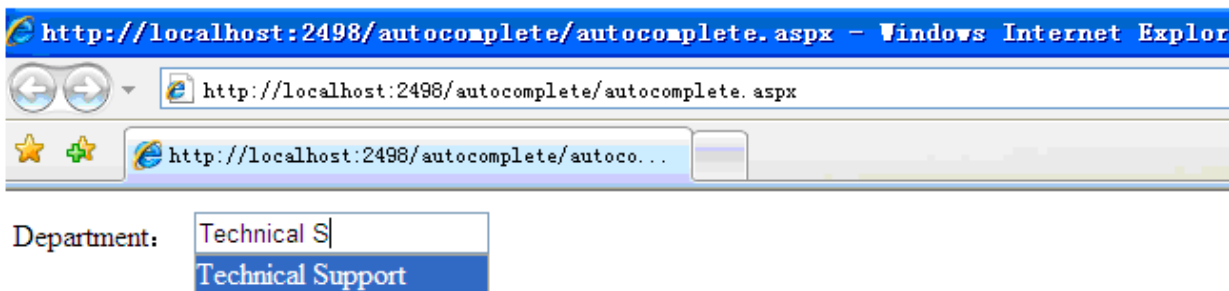 http://localhost:2498/autocomplete/autocomplete.aspx - Windows Internet Explor
http://localhost:2498/autocomplete/autocomplete.aspx
http://localhost:2498/autocomplete/autoco...
Department： Technical S
Technical Support